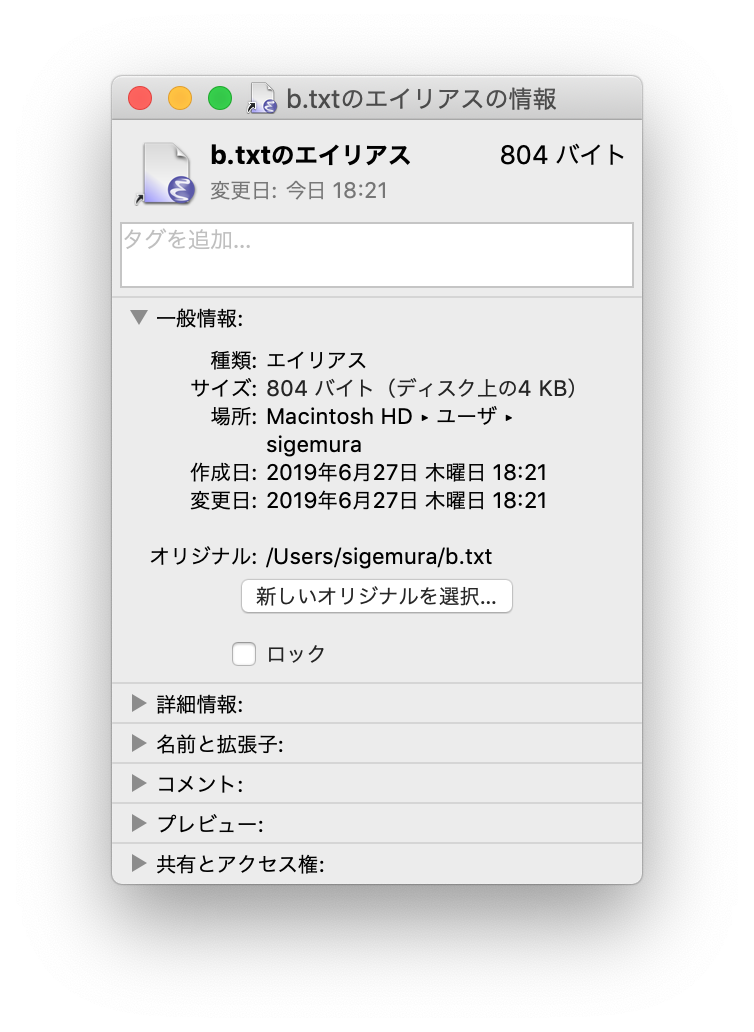 b.txtのエイリアスの情報
b.txtのエイリアス 804 バイト
変更日: 今日 18:21
タグを追加...
一般情報:
種類: エイリアス
サイズ: 804 バイト（ディスク上の4 KB）
場所: Macintosh HD ▸ ユーザ ▸
sigemura
作成日: 2019年6月27日 木曜日 18:21
変更日: 2019年6月27日 木曜日 18:21
オリジナル: /Users/sigemura/b.txt
新しいオリジナルを選択...
ロック
詳細情報:
名前と拡張子:
コメント:
プレビュー:
共有とアクセス権: